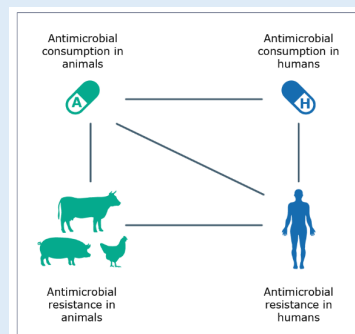 Antimicrobial
consumption in
animals
Antimicrobial
consumption in
humans
A
H
Antimicrobial
resistance in
animals
Antimicrobial
resistance in
humans